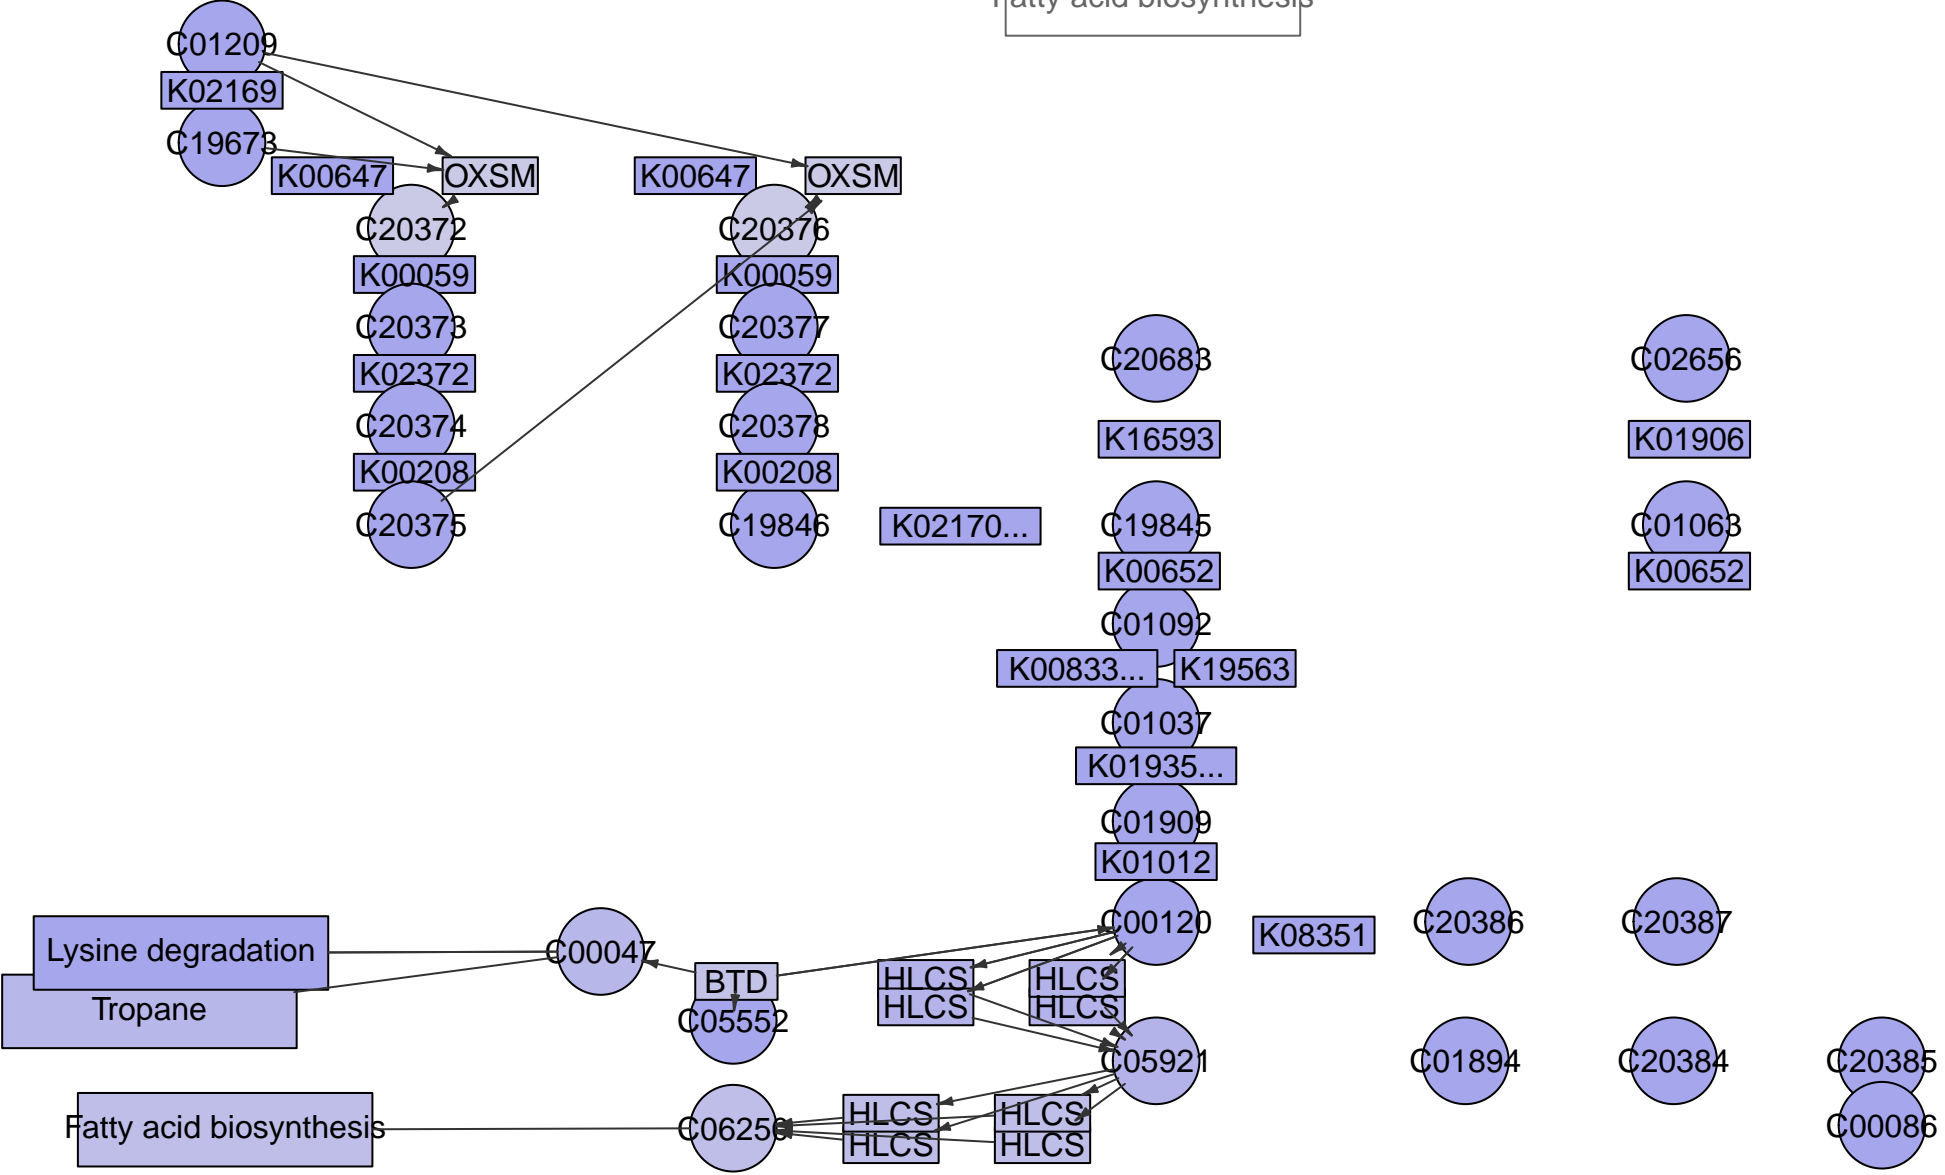 Fatty acid biosynthesis
C01209
K02169
C19673
K00647
OXSM
K00647
OXSM
C20372
C20376
K00059
K00059
C20373
C20377
C20683
C02656
K02372
K02372
C20374
C20378
K16593
K01906
K00208
K00208
C20375
C19846
K02170...
C19845
C01063
K00652
K00652
C01092
K00833...
K19563
C01037
K01935...
C01909
K01012
C00120
K08351
C20386
C20387
Lysine degradation
C00047
BTD
HLCS
HLCS
Tropane
HLCS
HLCS
C05552
C05921
C01894
C20384
C20385
Fatty acid biosynthesis
C06250
HLCS
HLCS
HLCS
HLCS
C00086